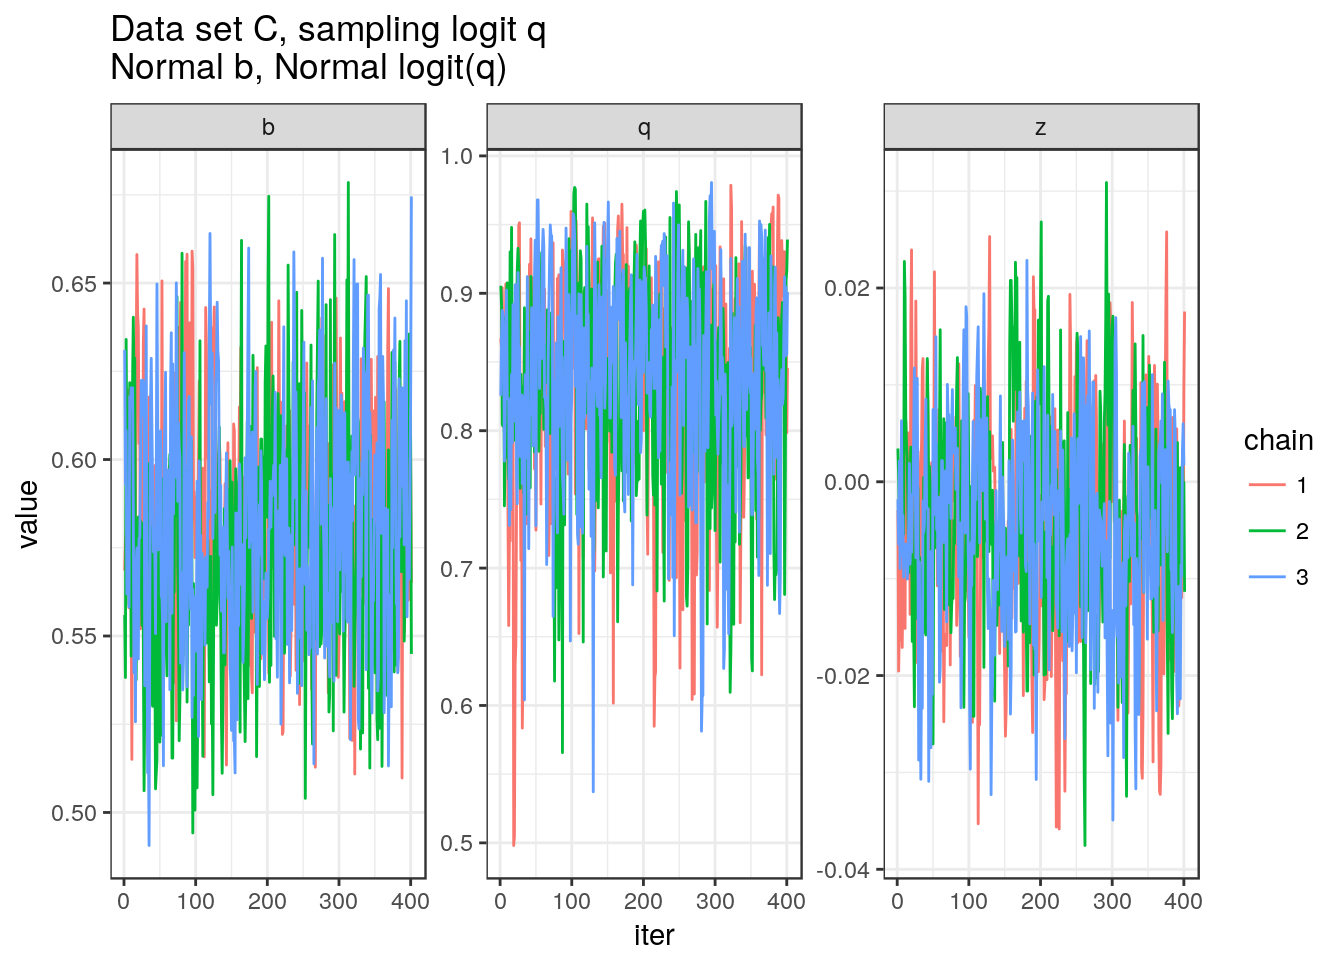 Data set C, sampling logit q
Normal b, Normal logit(q)
b
q
z
value
0.65
0.60
0.55
0.50
0 100 200 300 400
1.0
0.9
0.8
0.7
0.6
0.5
0 100 200 300 400
0.02
0.00
-0.02
-0.04
0 100 200 300 400
iter
chain
1
2
3